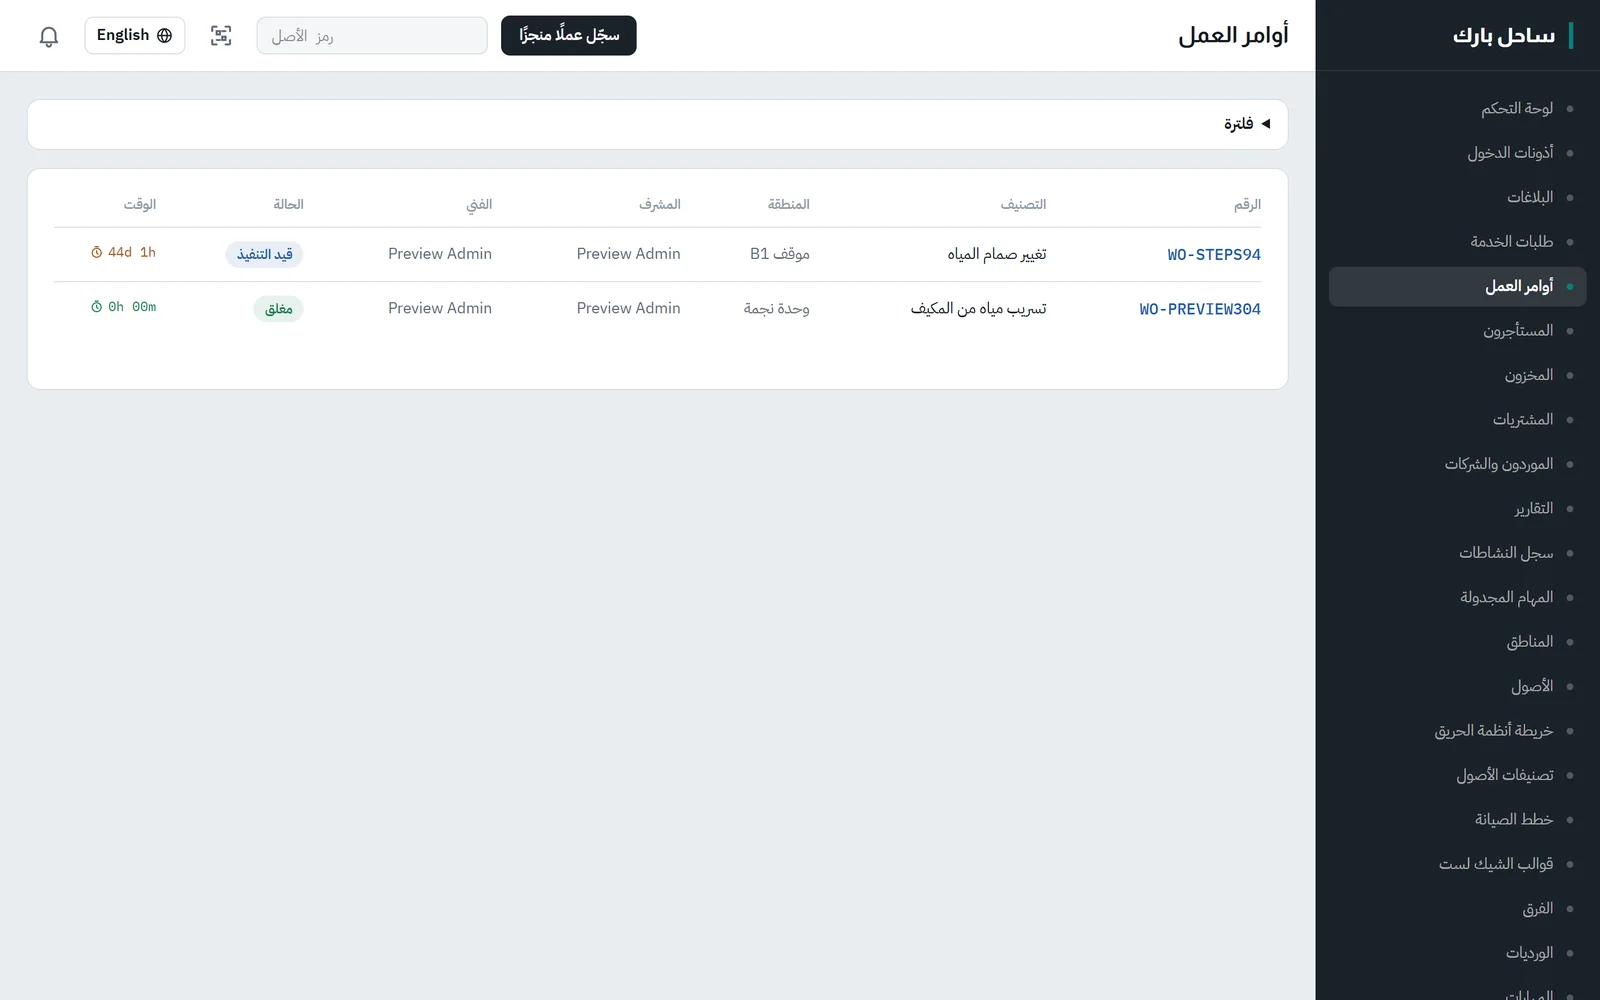 ساحل بارك
لوحة التحكم
أذونات الدخول
البلاغات
طلبات الخدمة
أوامر العمل
المستأجرون
المخزون
المشتريات
الموردون والشركات
التقارير
سجل النشاطات
المهام المجدولة
المناطق
الأصول
خريطة أنظمة الحريق
تصنيفات الأصول
خطط الصيانة
قوالب الشيك لست
الفرق
الورديات
أوامر العمل
سجّل عملًا منجزًا
رمز الأصل
English
فلترة
الرقم التصنيف المنطقة المشرف الفني الحالة الوقت
WO-STEPS94 تغيير صمام المياه موقف B1 Preview Admin Preview Admin قيد التنفيذ 44d 1h
WO-PREVIEW304 تسريب مياه من المكيف وحدة نجمة Preview Admin Preview Admin مغلق 0h 00m